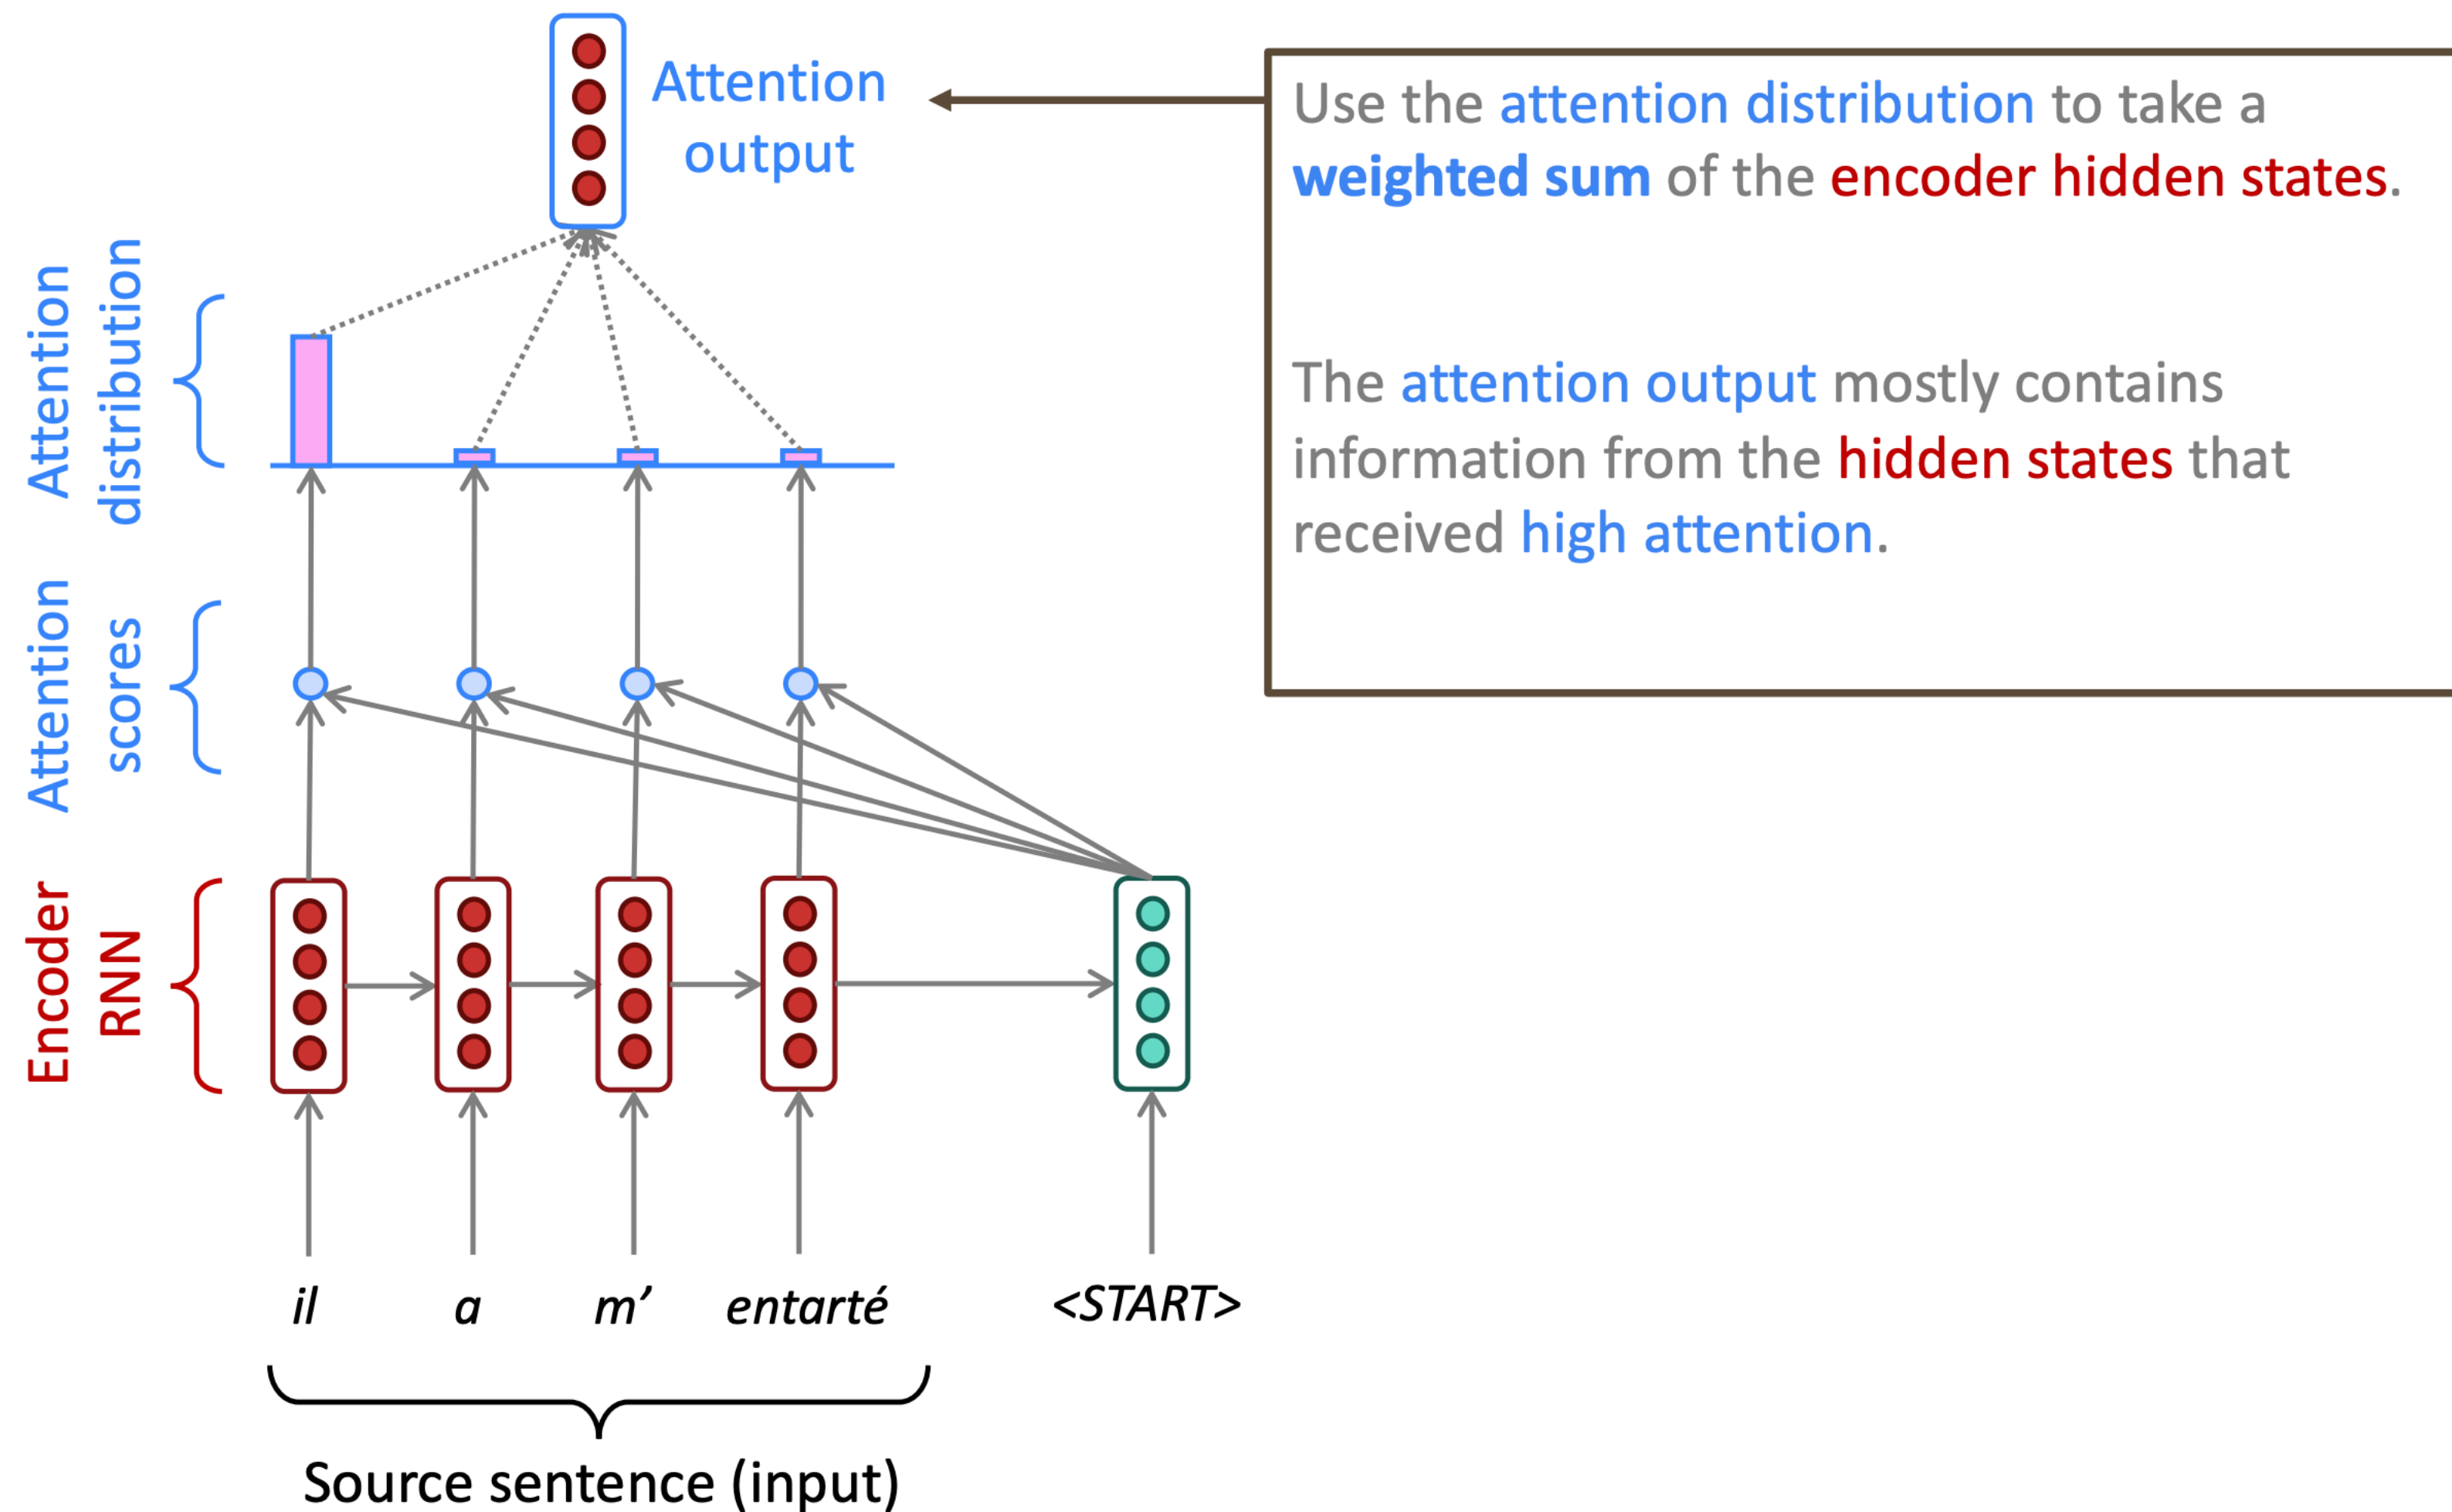 Attention
output
Use the attention distribution to take a
weighted sum of the encoder hidden states.
The attention output mostly contains
information from the hidden states that
received high attention.
Attention
distribution
Attention
scores
Encoder
RNN
il a m’ entarté <START>
Source sentence (input)